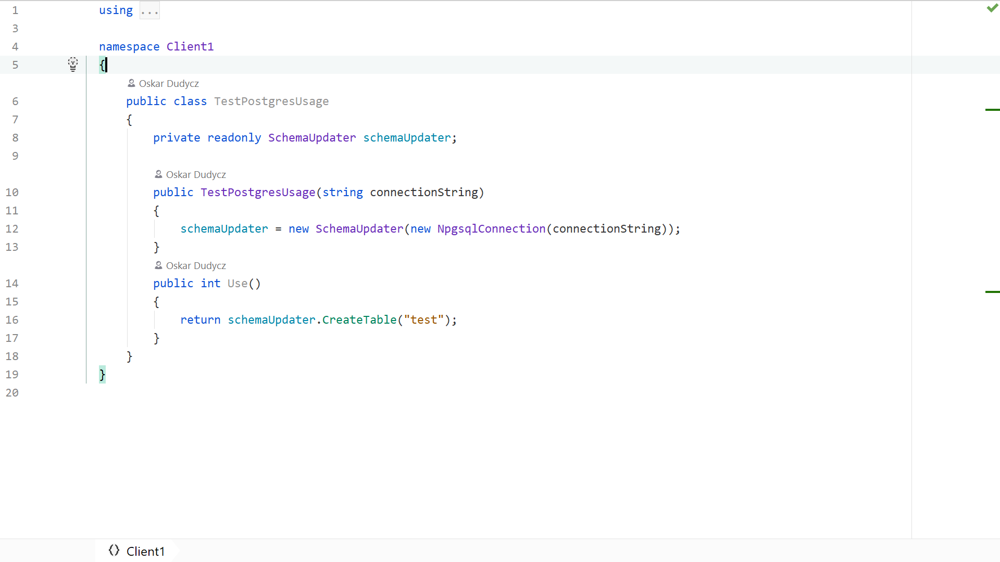 1 using ...
3
4 namespace Client1
5 {
Oskar Dudycz
6 public class TestPostgresUsage
7 {
8 private readonly SchemaUpdater schemaUpdater;
9
Oskar Dudycz
10 public TestPostgresUsage(string connectionString)
11 {
12 schemaUpdater = new SchemaUpdater(new NpgsqlConnection(connectionString));
13 }
Oskar Dudycz
14 public int Use()
15 {
16 return schemaUpdater.CreateTable("test");
17 }
18 }
19 }
20
Client1